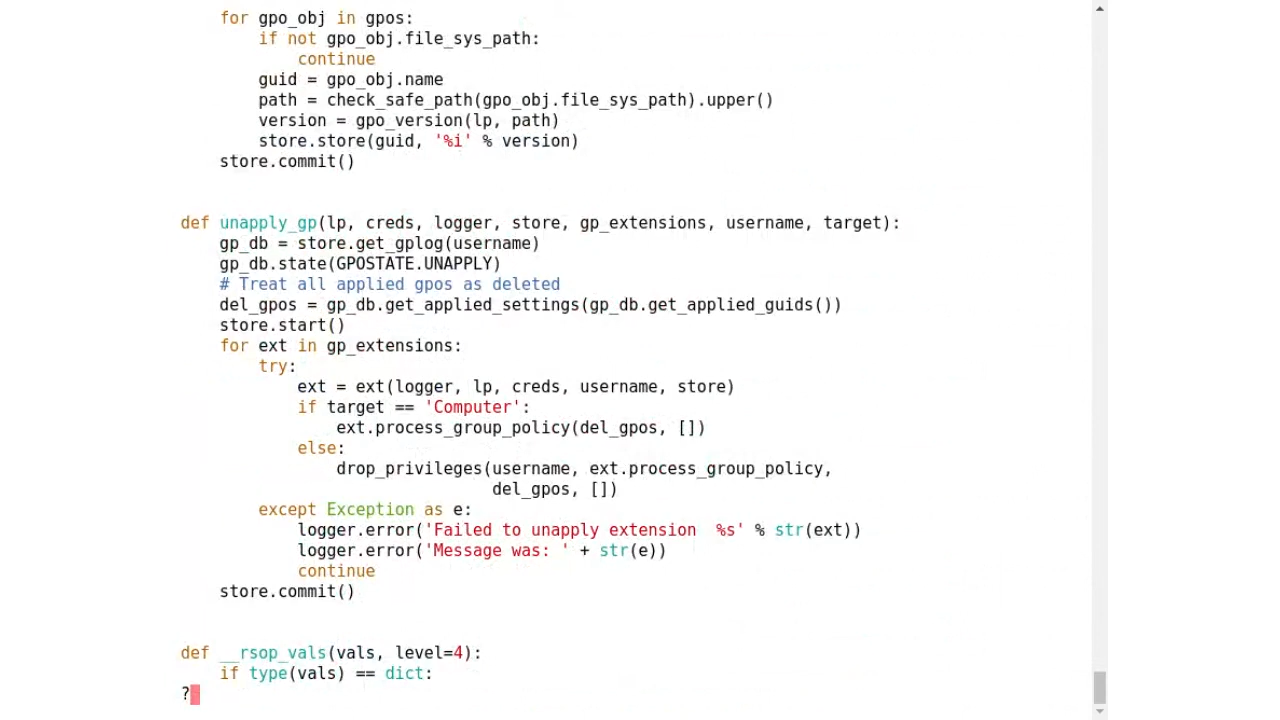 for gpo_obj in gpos:
        if not gpo_obj.file_sys_path:
            continue
        guid = gpo_obj.name
        path = check_safe_path(gpo_obj.file_sys_path).upper()
        version = gpo_version(lp, path)
        store.store(guid, '%i' % version)
    store.commit()


def unapply_gp(lp, creds, logger, store, gp_extensions, username, target):
    gp_db = store.get_gplog(username)
    gp_db.state(GPOSTATE.UNAPPLY)
    # Treat all applied gpos as deleted
    del_gpos = gp_db.get_applied_settings(gp_db.get_applied_guids())
    store.start()
    for ext in gp_extensions:
        try:
            ext = ext(logger, lp, creds, username, store)
            if target == 'Computer':
                ext.process_group_policy(del_gpos, [])
            else:
                drop_privileges(username, ext.process_group_policy,
                                del_gpos, [])
        except Exception as e:
            logger.error('Failed to unapply extension  %s' % str(ext))
            logger.error('Message was: ' + str(e))
            continue
    store.commit()


def __rsop_vals(vals, level=4):
    if type(vals) == dict:
?